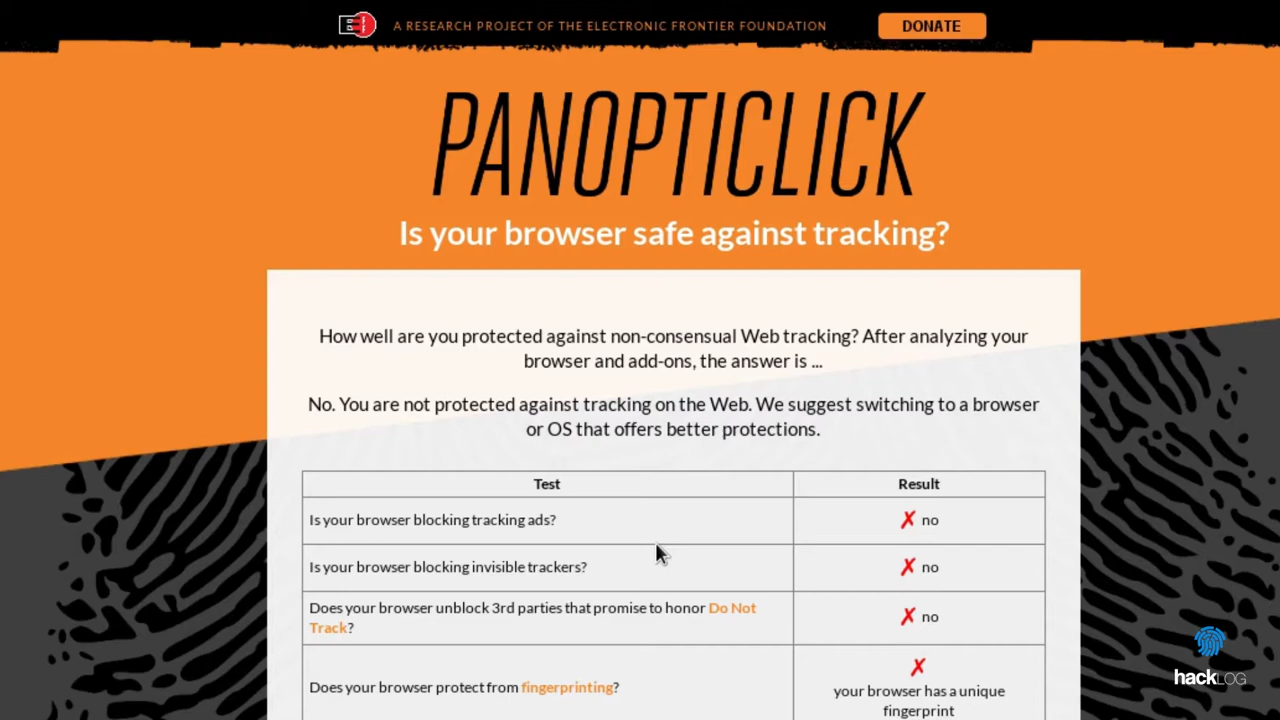 A RESEARCH PROJECT OF THE ELECTRONIC FRONTIER FOUNDATION
DONATE
PANOPTICLICK
Is your browser safe against tracking?
How well are you protected against non-consensual Web tracking? After analyzing your
browser and add-ons, the answer is ...
No. You are not protected against tracking on the Web. We suggest switching to a browser
or OS that offers better protections.
Test Result
Is your browser blocking tracking ads? ✗ no
Is your browser blocking invisible trackers? ✗ no
Does your browser unblock 3rd parties that promise to honor Do Not
Track? ✗ no
Does your browser protect from fingerprinting? ✗
your browser has a unique
fingerprint
hackLOG